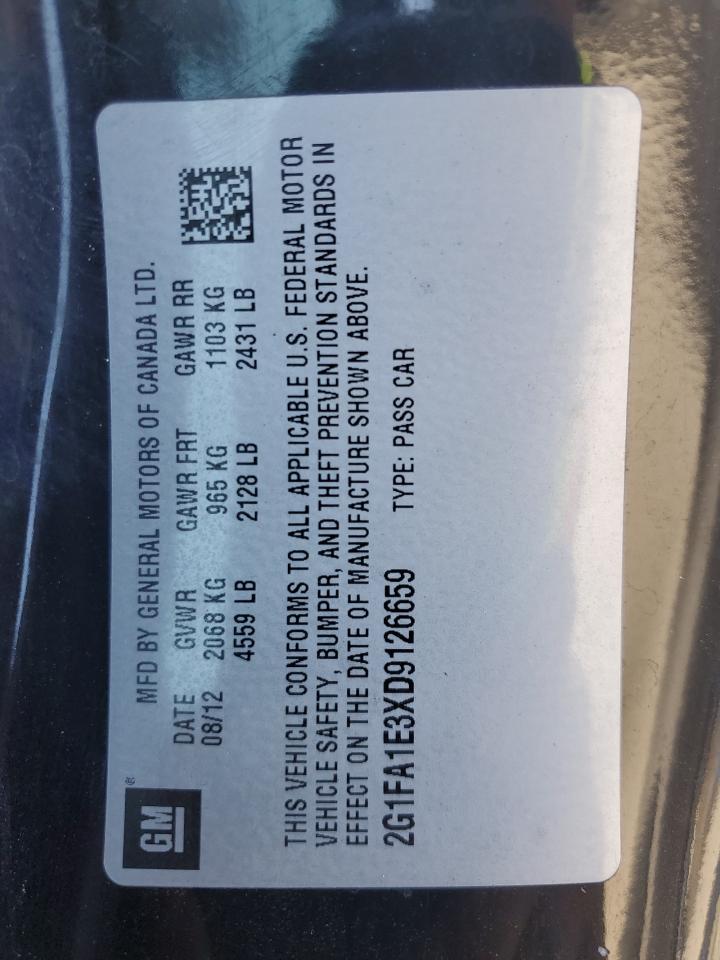 GM®
MFD BY GENERAL MOTORS OF CANADA LTD.
DATE GVWR GAWR FRT GAWR RR
08/12 2068 KG 965 KG 1103 KG
4559 LB 2128 LB 2431 LB
THIS VEHICLE CONFORMS TO ALL APPLICABLE U.S. FEDERAL MOTOR
VEHICLE SAFETY, BUMPER, AND THEFT PREVENTION STANDARDS IN
EFFECT ON THE DATE OF MANUFACTURE SHOWN ABOVE.
2G1FA1E3XD9126659 TYPE: PASS CAR